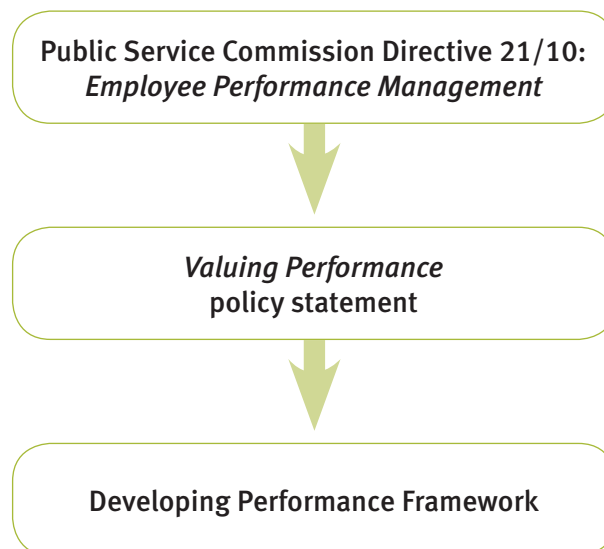 Public Service Commission Directive 21/10:
Employee Performance Management
Valuing Performance
policy statement
Developing Performance Framework